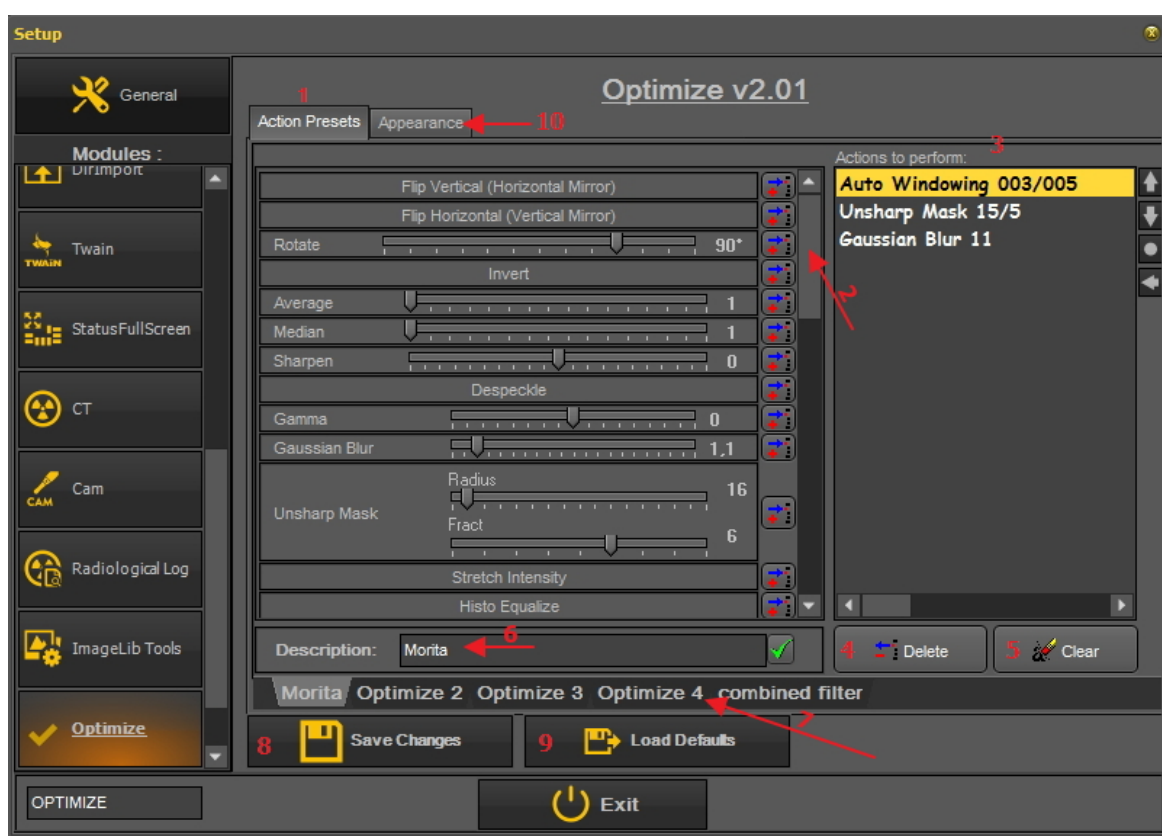 Setup
General
Optimize v2.01
1
Action Presets
Appearance
10
Modules :
DirImport
Twain
TWAIN
StatusFullScreen
CT
Cam
CAM
Radiological Log
ImageLib Tools
Optimize
OPTIMIZE
Flip Vertical (Horizontal Mirror)
Flip Horizontal (Vertical Mirror)
Rotate 90°
Invert
Average 1
Median 1
Sharpen 0
Despeckle
Gamma 0
Gaussian Blur 1,1
Unsharp Mask
Radius 16
Fract 6
Stretch Intensity
Histo Equalize
2
Actions to perform:
3
Auto Windowing 003/005
Unsharp Mask 15/5
Gaussian Blur 11
Description: Morita
6
4 Delete
5 Clear
Morita Optimize 2 Optimize 3 Optimize 4 combined filter
7
8 Save Changes
9 Load Defaults
Exit